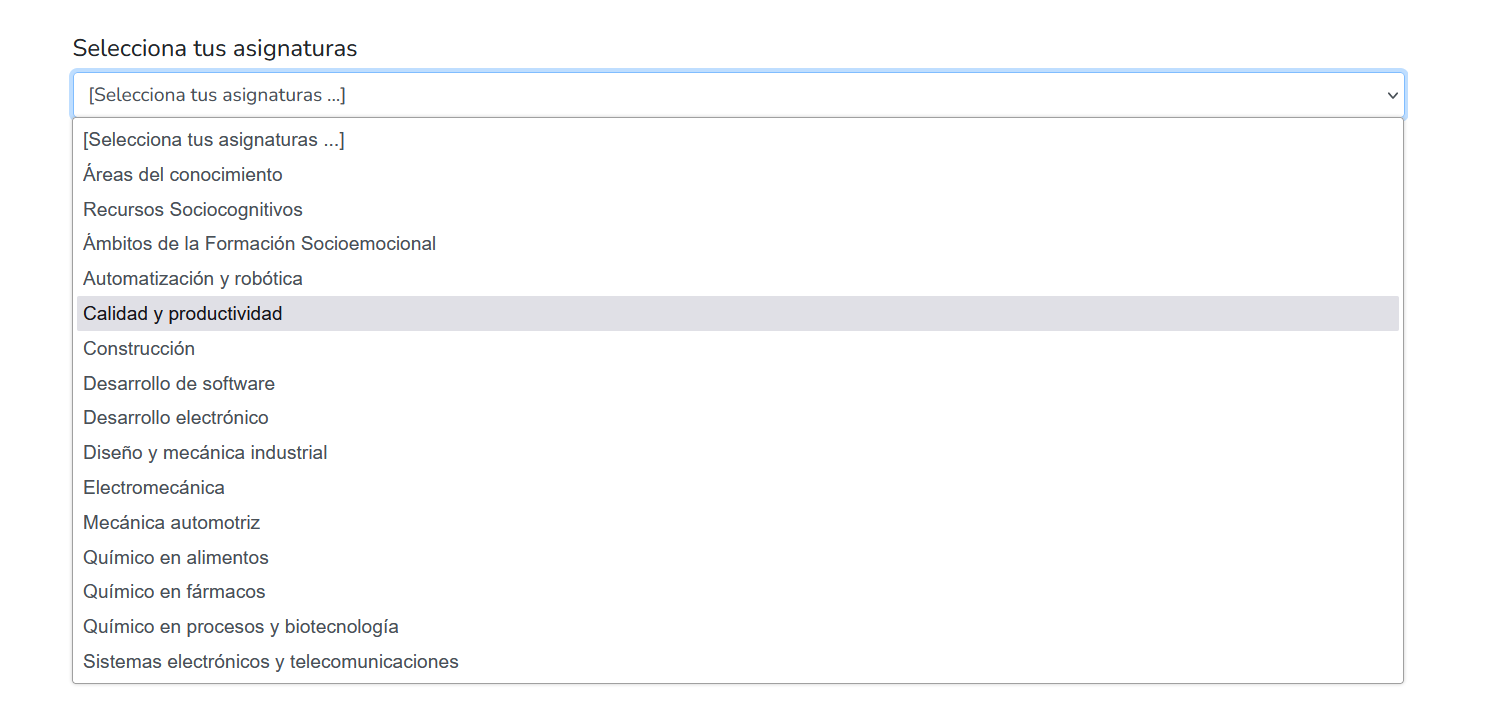 Selecciona tus asignaturas
[Selecciona tus asignaturas ...]
[Selecciona tus asignaturas ...]
Áreas del conocimiento
Recursos Sociocognitivos
Ámbitos de la Formación Socioemocional
Automatización y robótica
Calidad y productividad
Construcción
Desarrollo de software
Desarrollo electrónico
Diseño y mecánica industrial
Electromecánica
Mecánica automotriz
Químico en alimentos
Químico en fármacos
Químico en procesos y biotecnología
Sistemas electrónicos y telecomunicaciones